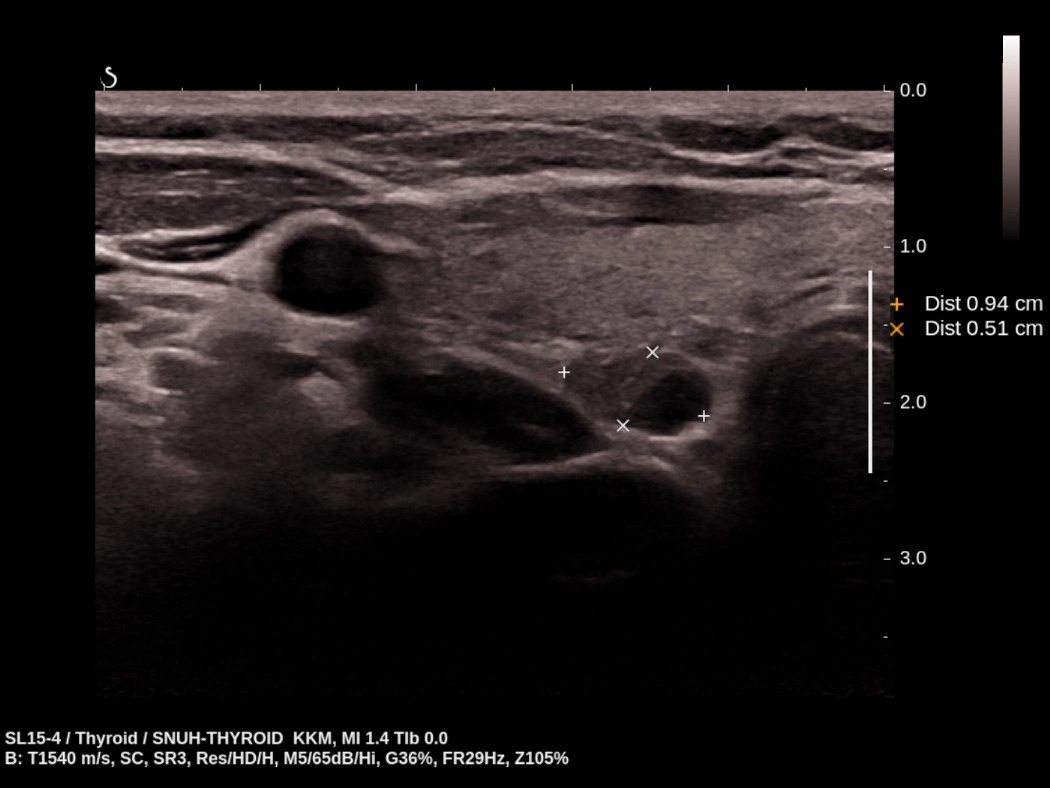 S
0.0
1.0
Dist 0.94 cm
Dist 0.51 cm
2.0
3.0
SL15-4 / Thyroid / SNUH-THYROID KKM, MI 1.4 TIb 0.0
B: T1540 m/s, SC, SR3, Res/HD/H, M5/65dB/Hi, G36%, FR29Hz, Z105%